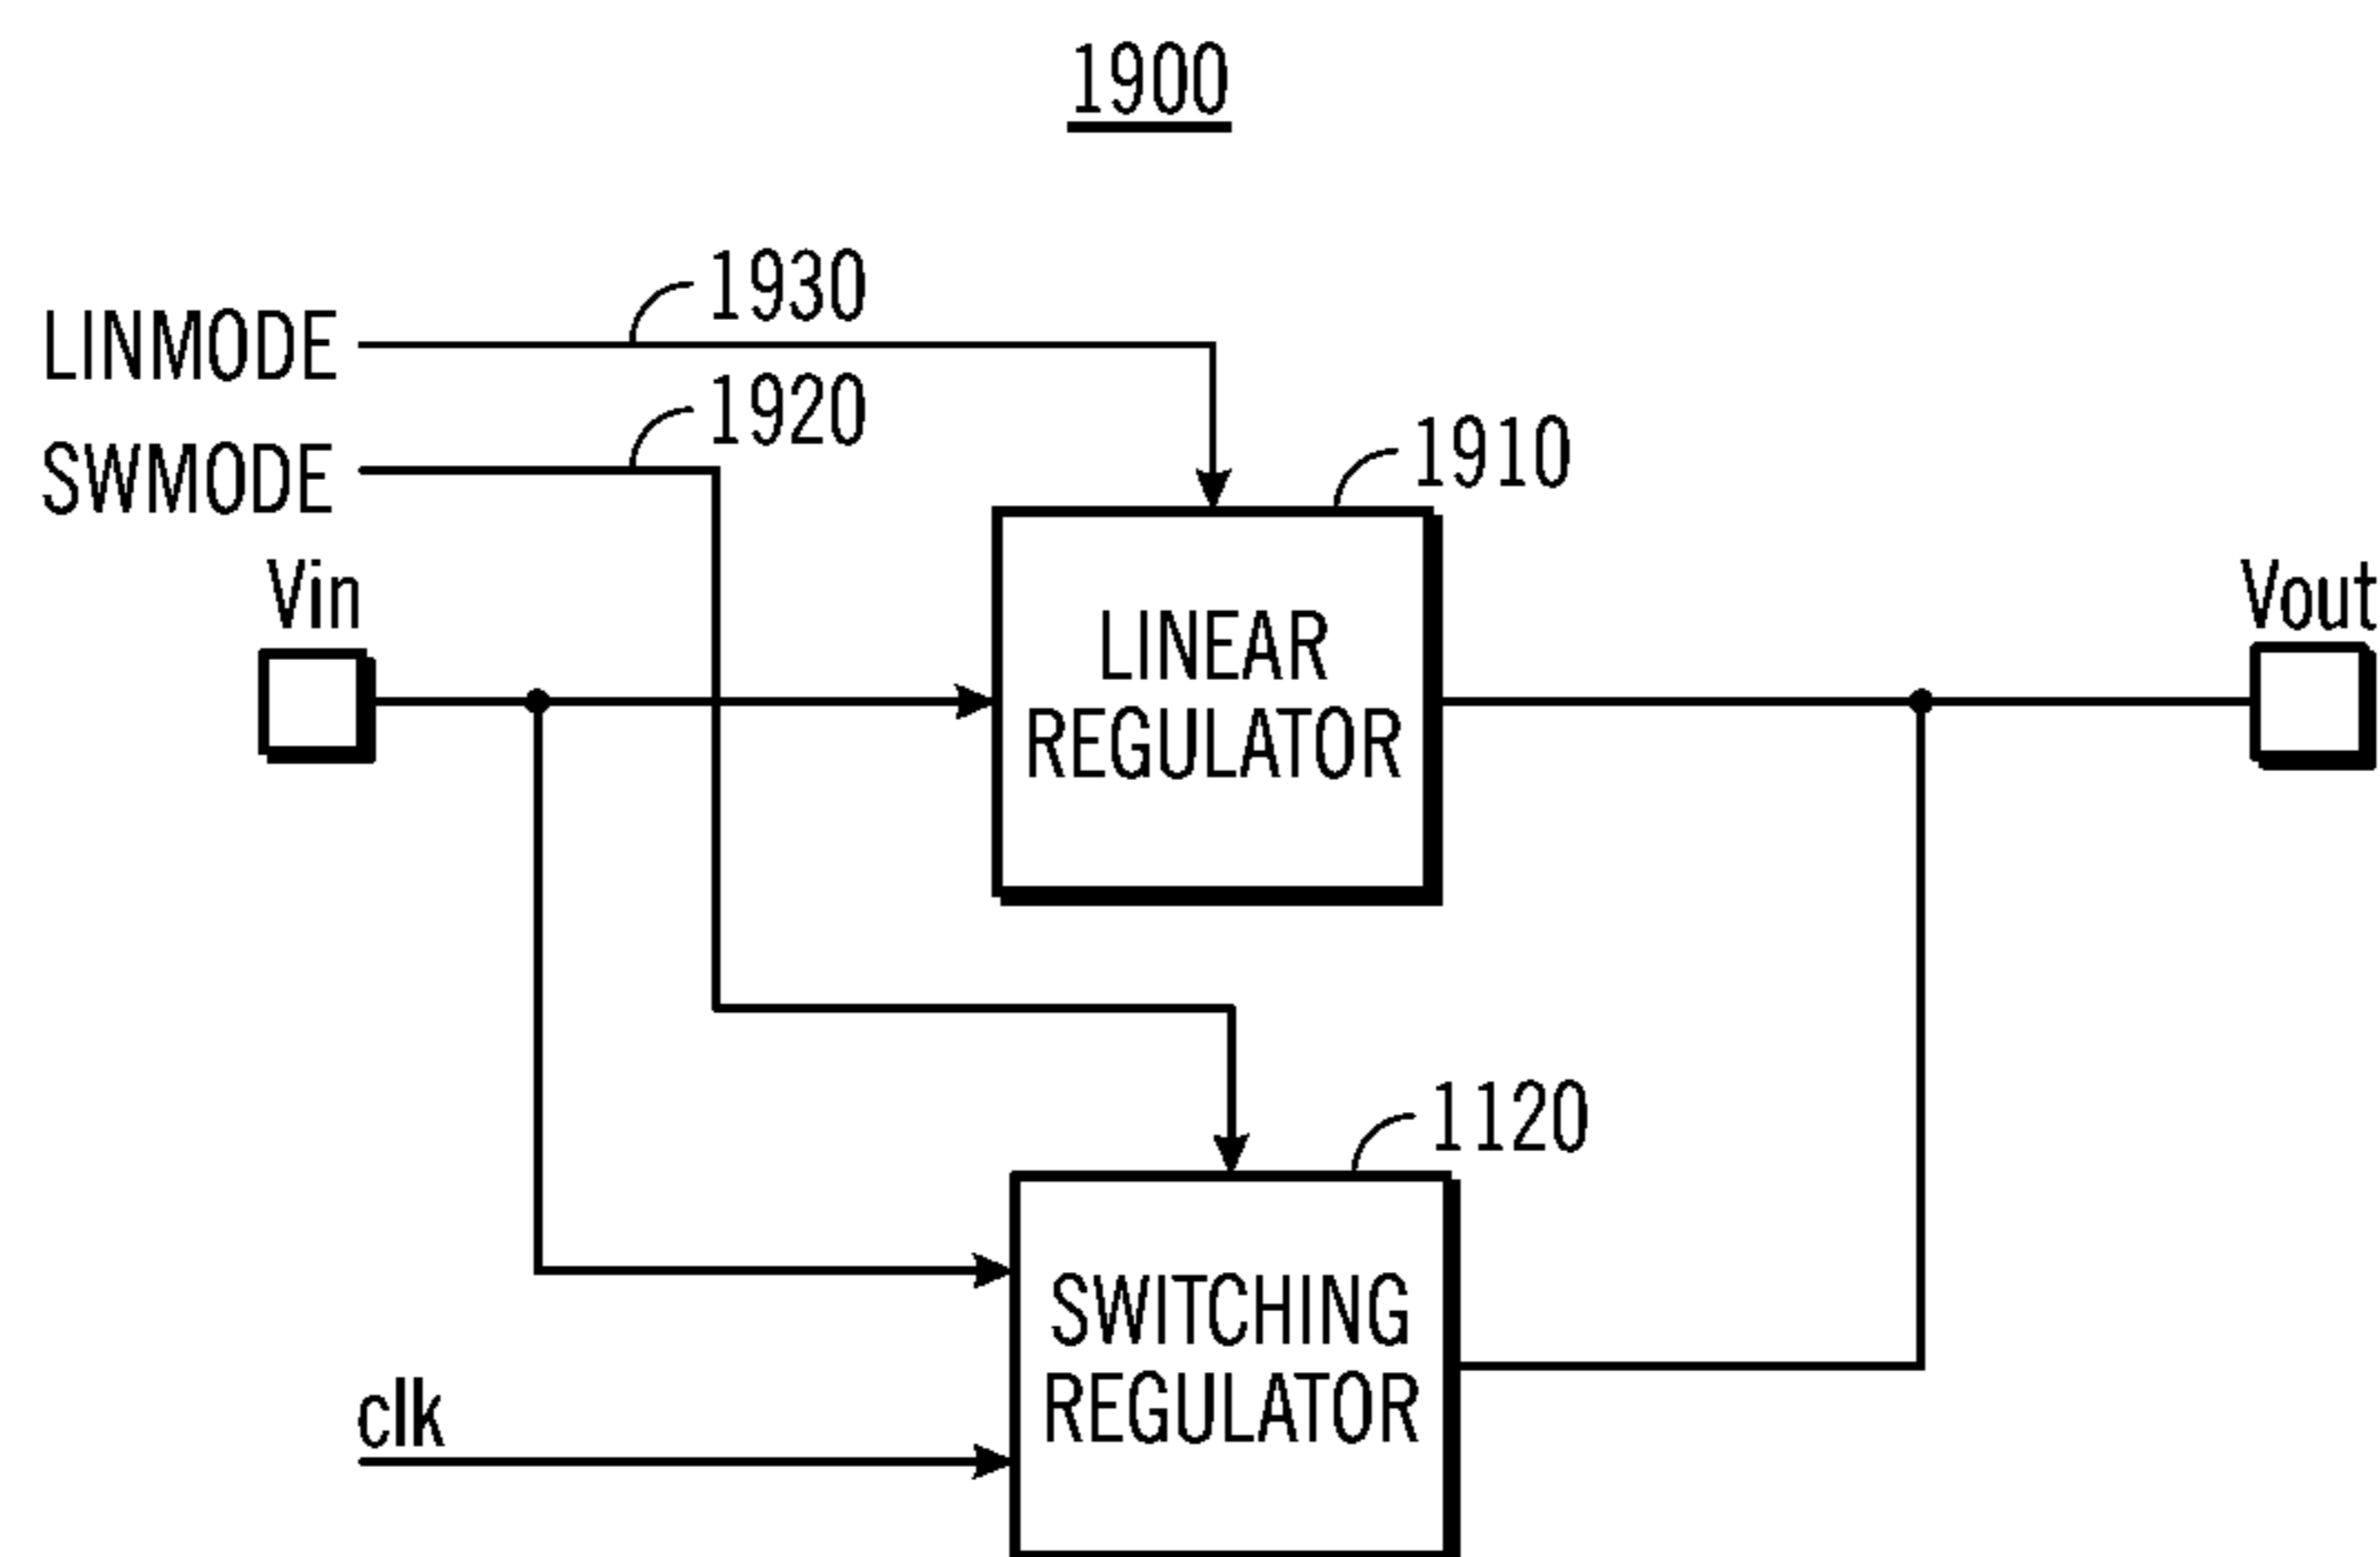 1900
1930
LINMODE
1920
SWMODE
1910
Vin
Vout
LINEAR
REGULATOR
1120
SWITCHING
REGULATOR
clk